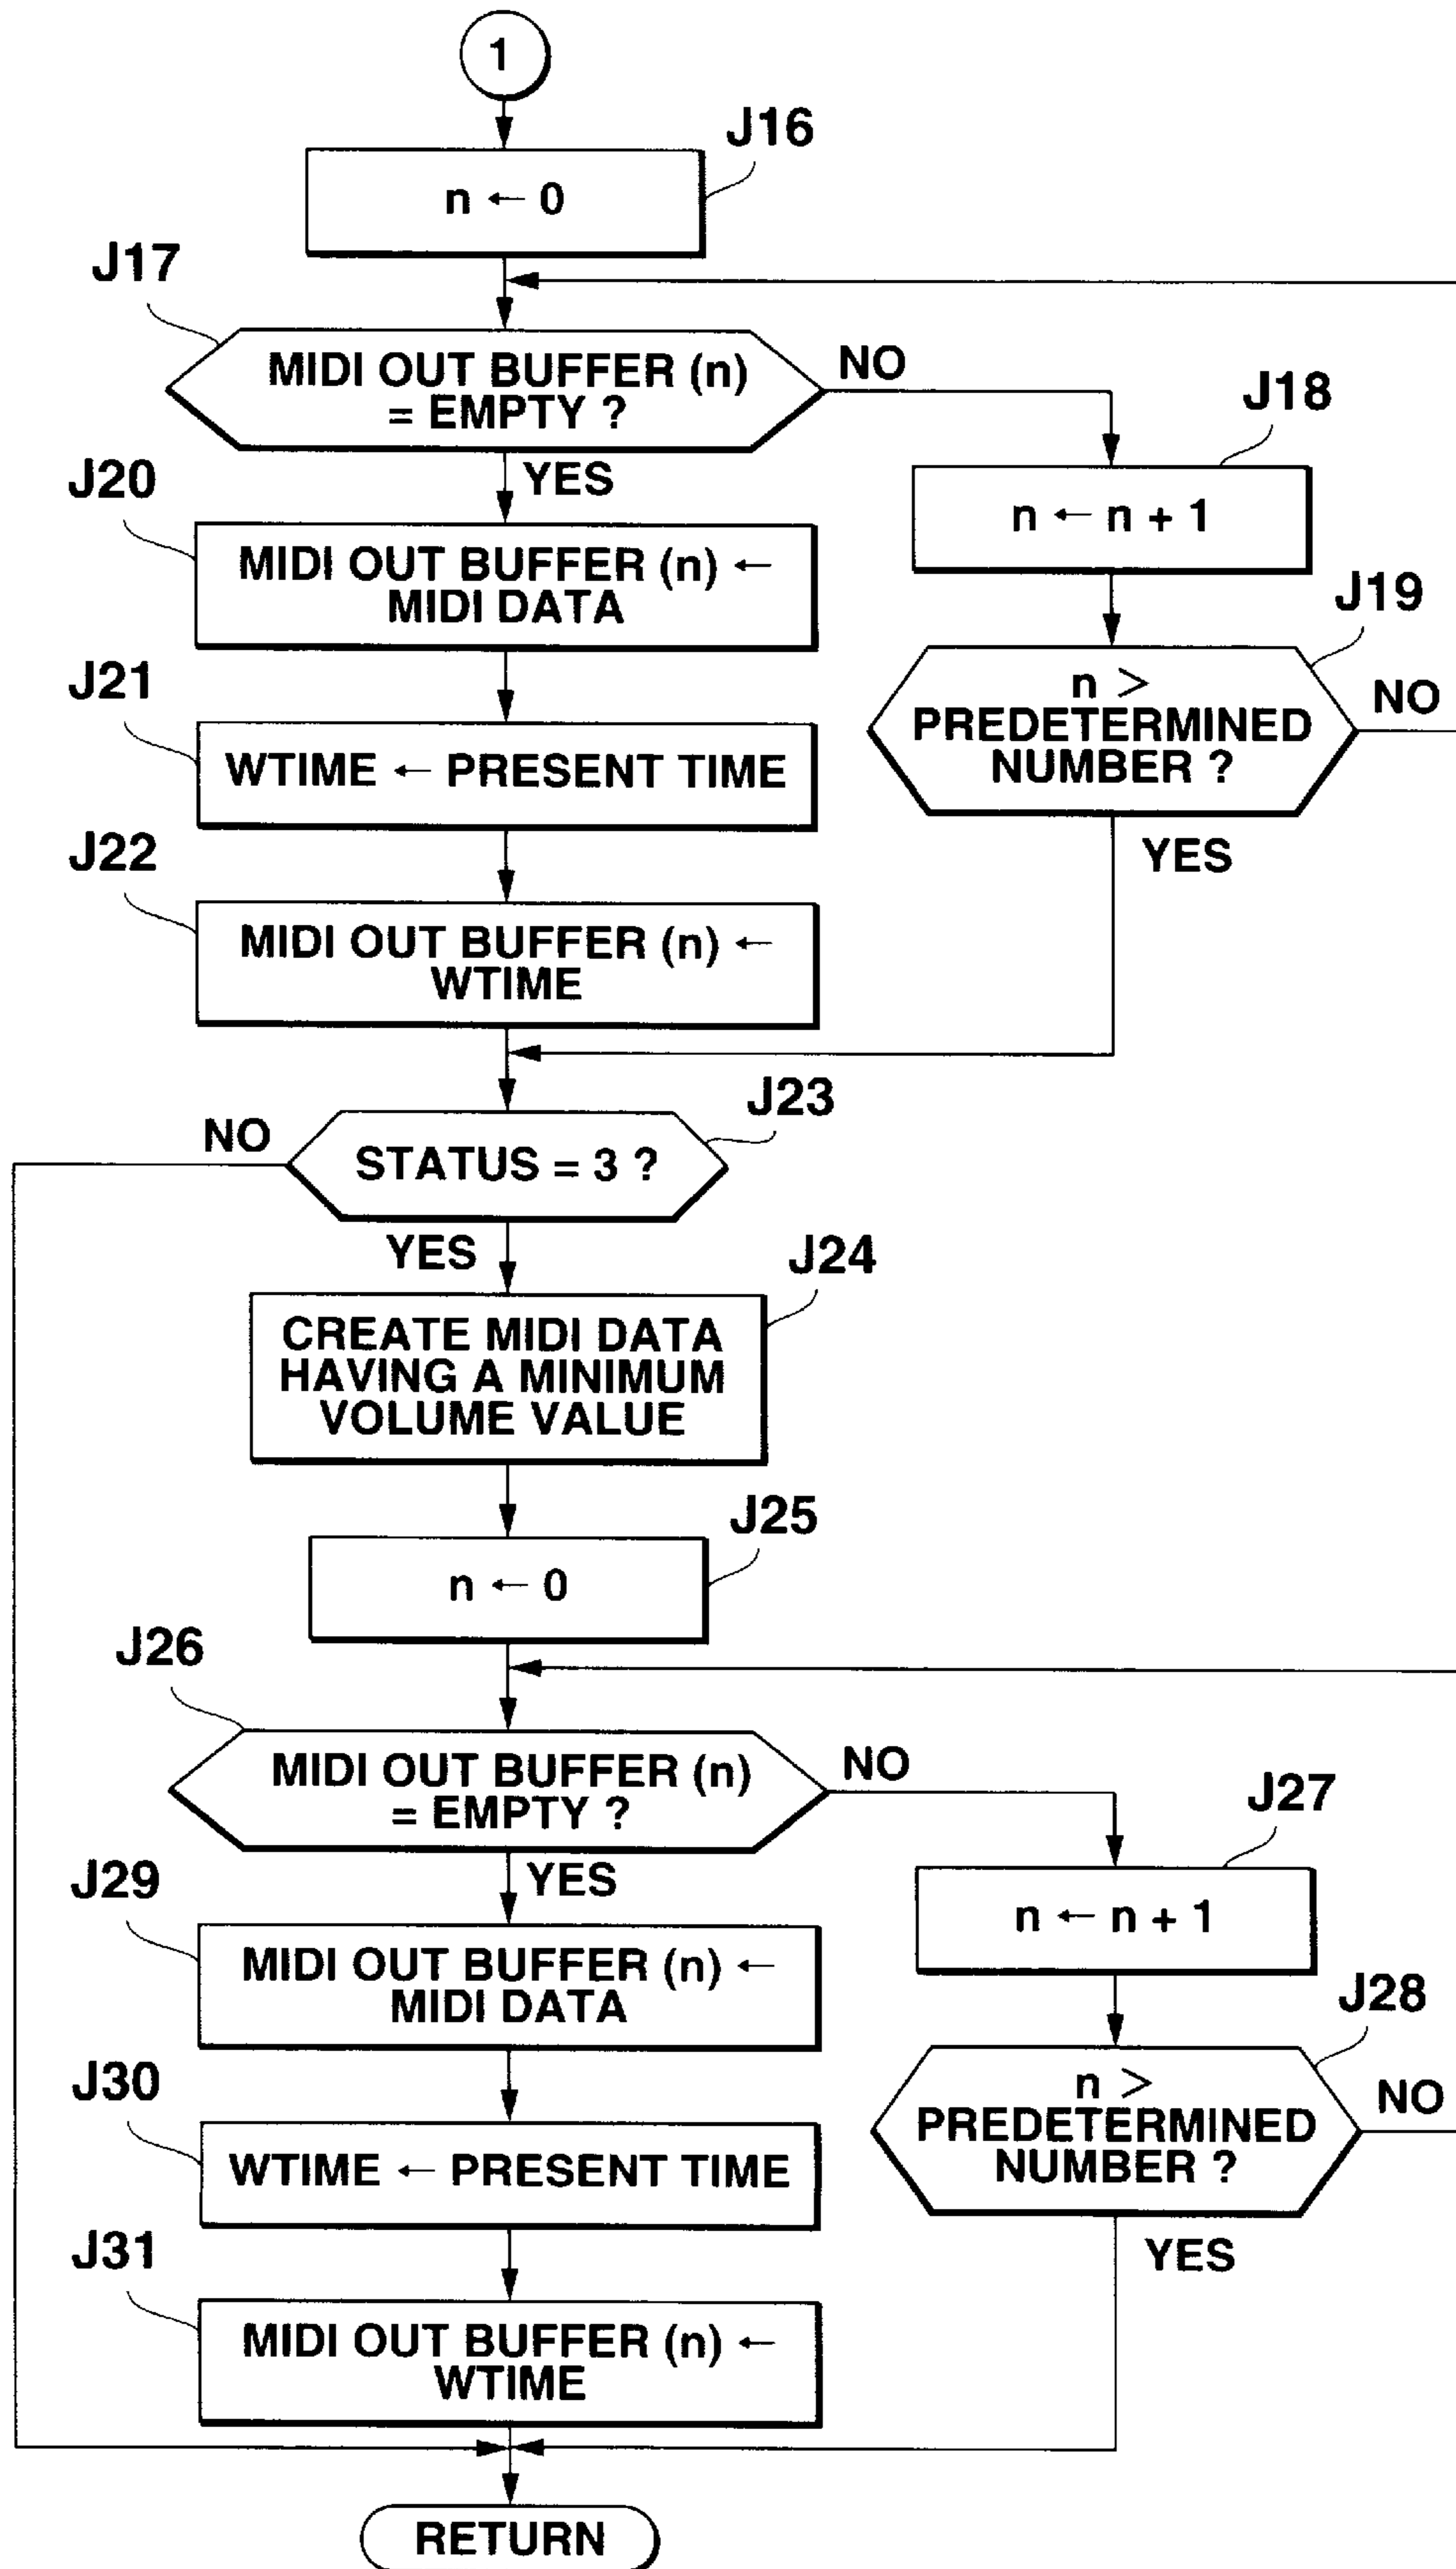 1
J16
n ← 0
J17
MIDI OUT BUFFER (n)
= EMPTY ?
NO
J18
n ← n + 1
YES
J20
MIDI OUT BUFFER (n) ←
MIDI DATA
J19
n >
PREDETERMINED
NUMBER ?
NO
YES
J21
WTIME ← PRESENT TIME
J22
MIDI OUT BUFFER (n) ←
WTIME
J23
NO
STATUS = 3 ?
YES
J24
CREATE MIDI DATA
HAVING A MINIMUM
VOLUME VALUE
J25
n ← 0
J26
MIDI OUT BUFFER (n)
= EMPTY ?
NO
J27
n ← n + 1
YES
J29
MIDI OUT BUFFER (n) ←
MIDI DATA
J28
n >
PREDETERMINED
NUMBER ?
NO
YES
J30
WTIME ← PRESENT TIME
J31
MIDI OUT BUFFER (n) ←
WTIME
RETURN